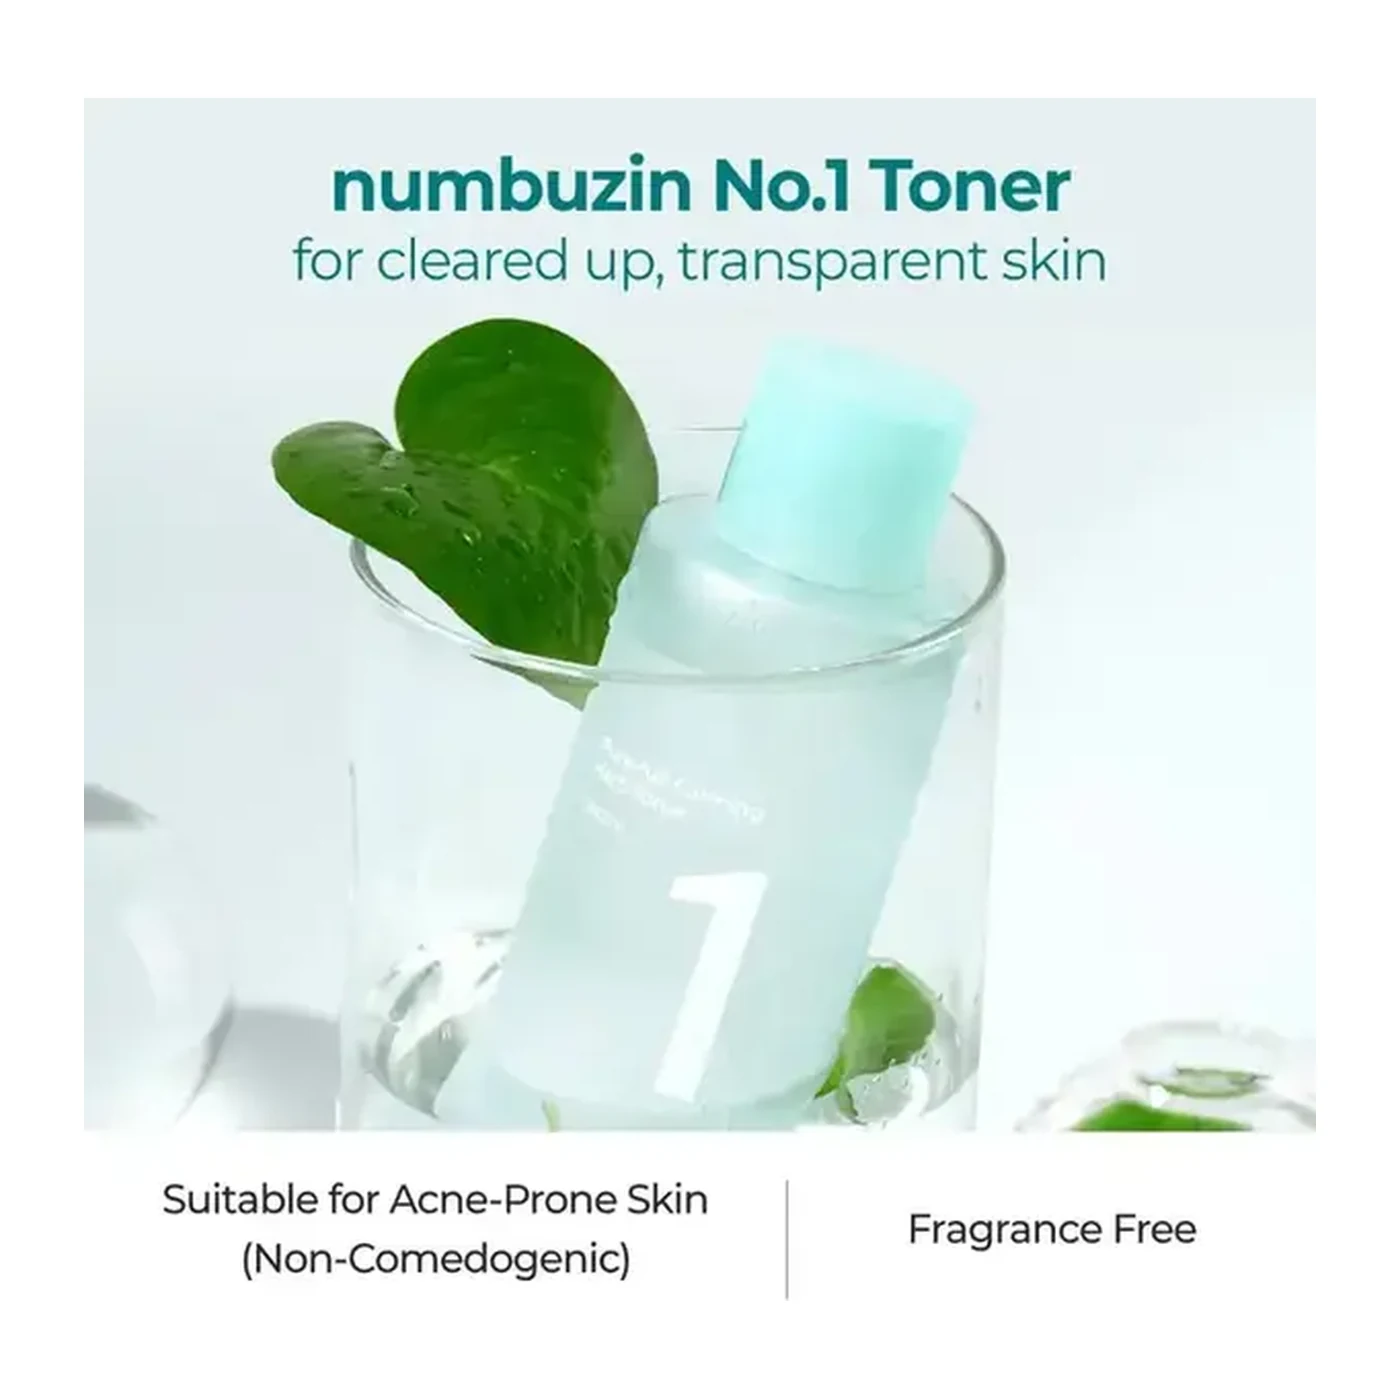 numbuzin No.1 Toner
for cleared up, transparent skin
1
Suitable for Acne-Prone Skin
(Non-Comedogenic)
Fragrance Free